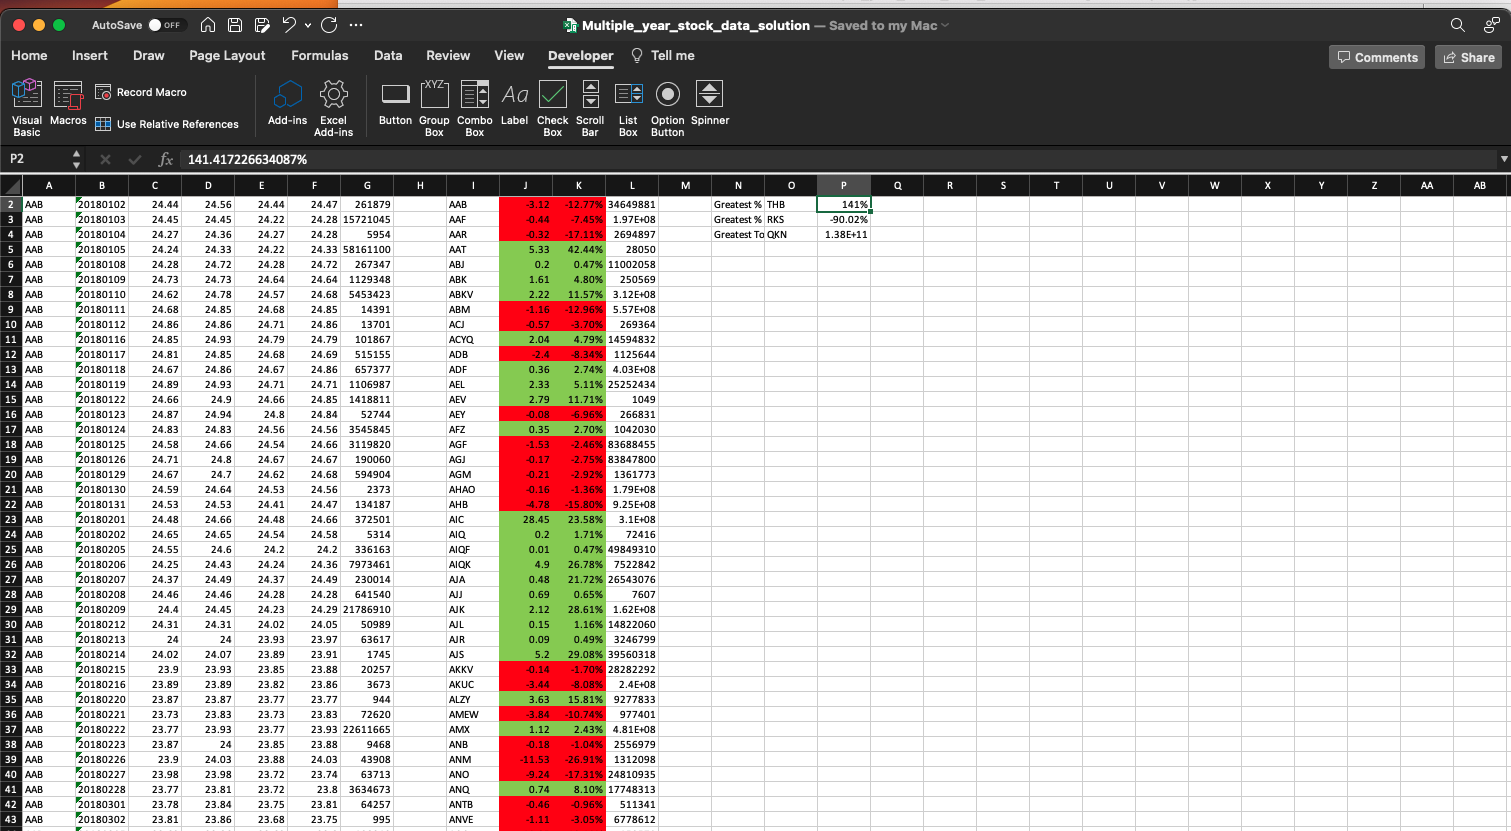 AutoSave OFF Multiple_year_stock_data_solution — Saved to my Mac
Home Insert Draw Page Layout Formulas Data Review View Developer Tell me Comments Share
Visual Basic Macros Record Macro Use Relative References Add-ins Excel Add-ins Button Group Box Combo Box Label Check Box Scroll Bar List Box Option Button Spinner
XYZ Aa
P2 fx 141.417226634087%
A B C D E F G H I J K L M N O P Q R S T U V W X Y Z AA AB
2 AAB 20180102 24.44 24.56 24.44 24.47 261879 AAB -3.12 -12.77% 34649881 Greatest % THB 141%
3 AAB 20180103 24.45 24.45 24.22 24.28 15721045 AAF -0.44 -7.45% 1.97E+08 Greatest % RKS -90.02%
4 AAB 20180104 24.27 24.36 24.27 24.28 5954 AAR -0.32 -17.11% 2694897 Greatest To QKN 1.38E+11
5 AAB 20180105 24.24 24.33 24.22 24.33 58161100 AAT 5.33 42.44% 28050
6 AAB 20180108 24.28 24.72 24.28 24.72 267347 ABJ 0.2 0.47% 11002058
7 AAB 20180109 24.73 24.73 24.64 24.64 1129348 ABK 1.61 4.80% 250569
8 AAB 20180110 24.62 24.78 24.57 24.68 5453423 ABKV 2.22 11.57% 3.12E+08
9 AAB 20180111 24.68 24.85 24.68 24.85 14391 ABM -1.16 -12.96% 5.57E+08
10 AAB 20180112 24.86 24.86 24.71 24.86 13701 ACJ -0.57 -3.70% 269364
11 AAB 20180116 24.85 24.93 24.79 24.79 101867 ACYQ 2.04 4.79% 14594832
12 AAB 20180117 24.81 24.85 24.68 24.69 515155 ADB -2.4 -8.34% 1125644
13 AAB 20180118 24.67 24.86 24.67 24.86 657377 ADF 0.36 2.74% 4.03E+08
14 AAB 20180119 24.89 24.93 24.71 24.71 1106987 AEL 2.33 5.11% 25252434
15 AAB 20180122 24.66 24.9 24.66 24.85 1418811 AEV 2.79 11.71% 1049
16 AAB 20180123 24.87 24.94 24.8 24.84 52744 AEY -0.08 -6.96% 266831
17 AAB 20180124 24.83 24.83 24.56 24.56 3545845 AFZ 0.35 2.70% 1042030
18 AAB 20180125 24.58 24.66 24.54 24.66 3119820 AGF -1.53 -2.46% 83688455
19 AAB 20180126 24.71 24.8 24.67 24.67 190060 AGJ -0.17 -2.75% 83847800
20 AAB 20180129 24.67 24.7 24.62 24.68 594904 AGM -0.21 -2.92% 1361773
21 AAB 20180130 24.59 24.64 24.53 24.56 2373 AHAO -0.16 -1.36% 1.79E+08
22 AAB 20180131 24.53 24.53 24.41 24.47 134187 AHB -4.78 -15.80% 9.25E+08
23 AAB 20180201 24.48 24.66 24.48 24.66 372501 AIC 28.45 23.58% 3.1E+08
24 AAB 20180202 24.65 24.65 24.54 24.58 5314 AIQ 0.2 1.71% 72416
25 AAB 20180205 24.55 24.6 24.2 24.2 336163 AIQF 0.01 0.47% 49849310
26 AAB 20180206 24.25 24.43 24.24 24.36 7973461 AIQK 4.9 26.78% 7522842
27 AAB 20180207 24.37 24.49 24.37 24.49 230014 AJA 0.48 21.72% 26543076
28 AAB 20180208 24.46 24.46 24.28 24.28 641540 AJJ 0.69 0.65% 7607
29 AAB 20180209 24.4 24.45 24.23 24.29 21786910 AJK 2.12 28.61% 1.62E+08
30 AAB 20180212 24.31 24.31 24.02 24.05 50989 AJL 0.15 1.16% 14822060
31 AAB 20180213 24 24 23.93 23.97 63617 AJR 0.09 0.49% 3246799
32 AAB 20180214 24.02 24.07 23.89 23.91 1745 AJS 5.2 29.08% 39560318
33 AAB 20180215 23.9 23.93 23.85 23.88 20257 AKKV -0.14 -1.70% 28282292
34 AAB 20180216 23.89 23.89 23.82 23.86 3673 AKUC -3.44 -8.08% 2.4E+08
35 AAB 20180220 23.87 23.87 23.77 23.77 944 ALZY 3.63 15.81% 9277833
36 AAB 20180221 23.73 23.83 23.73 23.83 72620 AMEW -3.84 -10.74% 977401
37 AAB 20180222 23.77 23.93 23.77 23.93 22611665 AMX 1.12 2.43% 4.81E+08
38 AAB 20180223 23.87 24 23.85 23.88 9468 ANB -0.18 -1.04% 2556979
39 AAB 20180226 23.9 24.03 23.88 24.03 43908 ANM -11.53 -26.91% 1312098
40 AAB 20180227 23.98 23.98 23.72 23.74 63713 ANO -9.24 -17.31% 24810935
41 AAB 20180228 23.77 23.81 23.72 23.8 3634673 ANQ 0.74 8.10% 17748313
42 AAB 20180301 23.78 23.84 23.75 23.81 64257 ANTB -0.46 -0.96% 511341
43 AAB 20180302 23.81 23.86 23.68 23.75 995 ANVE -1.11 -3.05% 6778612